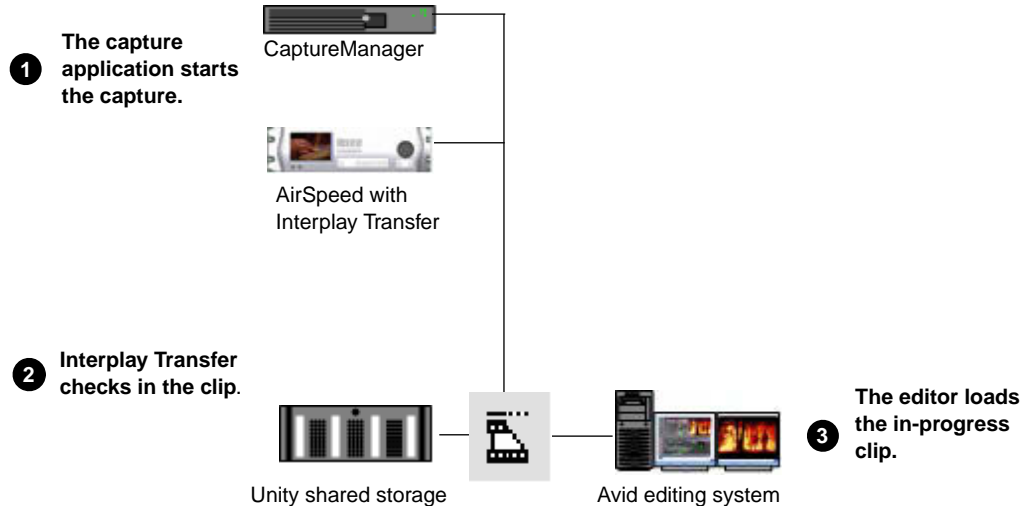 1
The capture
application starts
the capture.
CaptureManager
AirSpeed with
Interplay Transfer
2
Interplay Transfer
checks in the clip.
Unity shared storage
Avid editing system
3
The editor loads
the in-progress
clip.